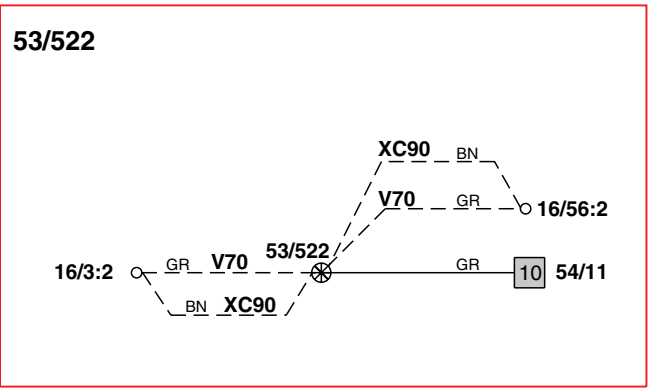 53/522
XC90 BN
V70 GR
16/56:2
53/522
16/3:2 GR V70
GR
10 54/11
BN XC90